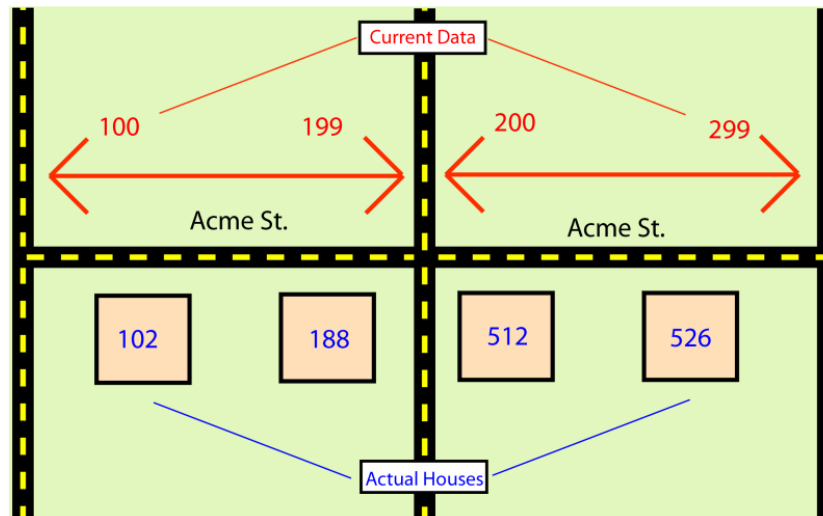 Current Data
100
199
200
299
Acme St.
Acme St.
102
188
512
526
Actual Houses